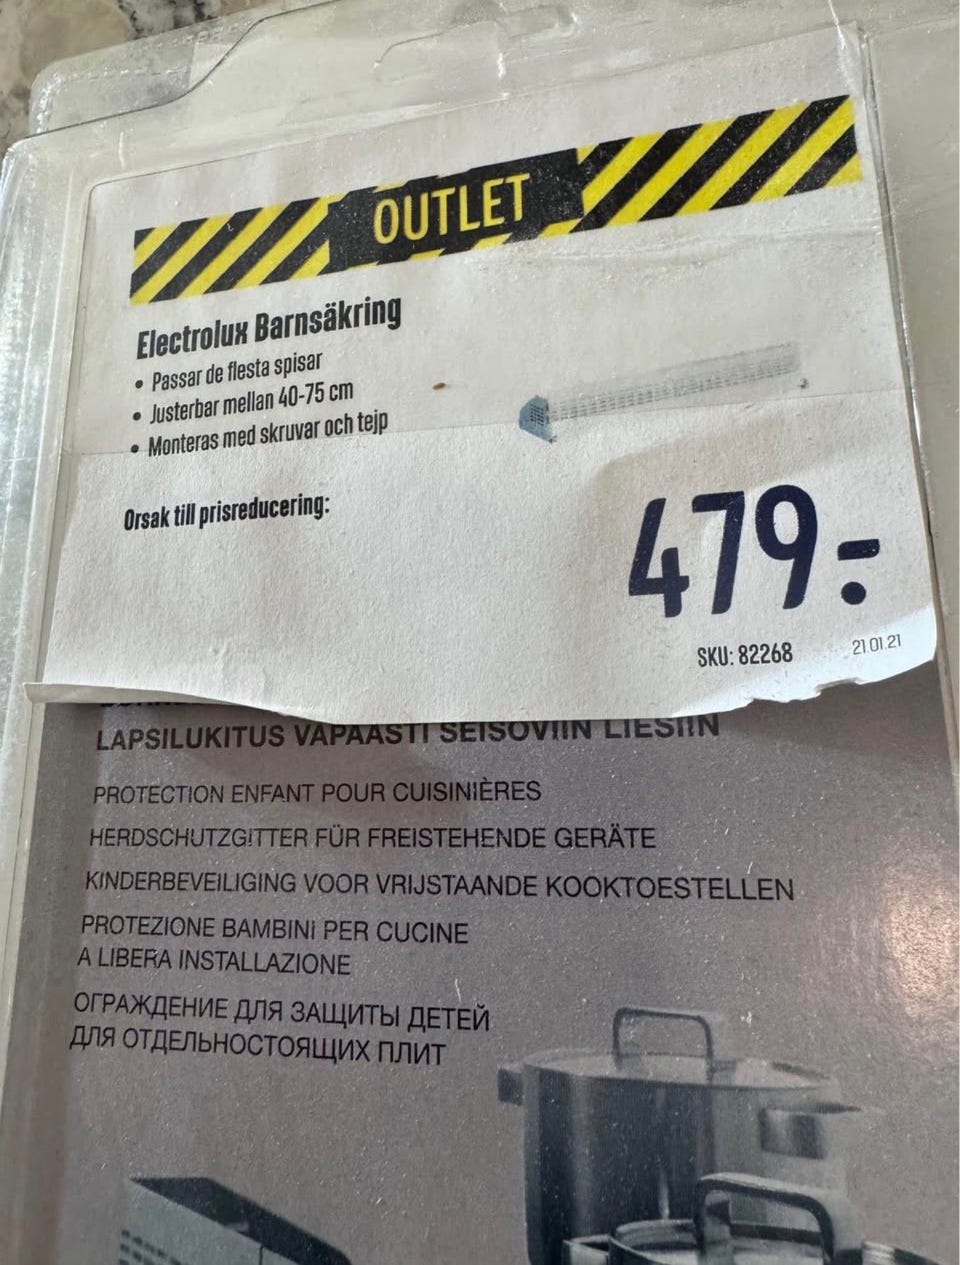 OUTLET
Electrolux Barnsäkring
• Passar de flesta spisar
• Justerbar mellan 40-75 cm
• Monteras med skruvar och tejp
Orsak till prisreducering:
479:-
SKU: 82268
21.01.21
LAPSILUKITUS VAPAASTI SEISOVIIN LIESIIN
PROTECTION ENFANT POUR CUISINIÈRES
HERDSCHUTZGITTER FÜR FREISTEHENDE GERÄTE
KINDERBEVEILIGING VOOR VRIJSTAANDE KOOKTOESTELLEN
PROTEZIONE BAMBINI PER CUCINE
A LIBERA INSTALLAZIONE
ОГРАЖДЕНИЕ ДЛЯ ЗАЩИТЫ ДЕТЕЙ
ДЛЯ ОТДЕЛЬНОСТОЯЩИХ ПЛИТ